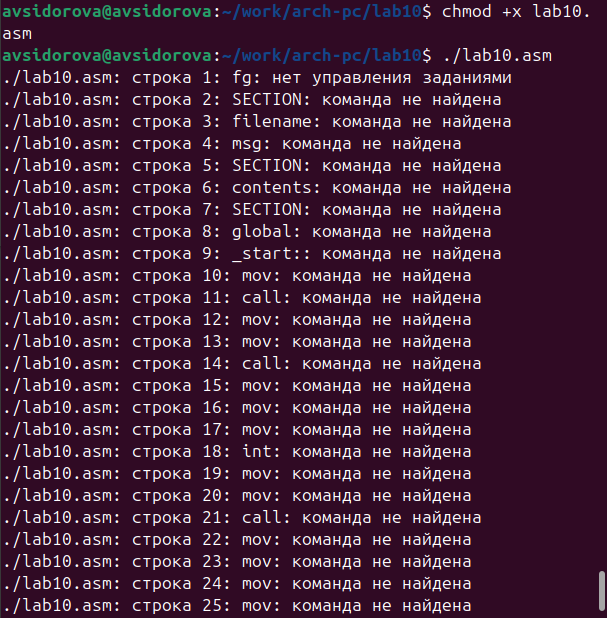 avsidorova@avsidorova:~/work/arch-pc/lab10$ chmod +x lab10.
asm
avsidorova@avsidorova:~/work/arch-pc/lab10$ ./lab10.asm
./lab10.asm: строка 1: fg: нет управления заданиями
./lab10.asm: строка 2: SECTION: команда не найдена
./lab10.asm: строка 3: filename: команда не найдена
./lab10.asm: строка 4: msg: команда не найдена
./lab10.asm: строка 5: SECTION: команда не найдена
./lab10.asm: строка 6: contents: команда не найдена
./lab10.asm: строка 7: SECTION: команда не найдена
./lab10.asm: строка 8: global: команда не найдена
./lab10.asm: строка 9: _start:: команда не найдена
./lab10.asm: строка 10: mov: команда не найдена
./lab10.asm: строка 11: call: команда не найдена
./lab10.asm: строка 12: mov: команда не найдена
./lab10.asm: строка 13: mov: команда не найдена
./lab10.asm: строка 14: call: команда не найдена
./lab10.asm: строка 15: mov: команда не найдена
./lab10.asm: строка 16: mov: команда не найдена
./lab10.asm: строка 17: mov: команда не найдена
./lab10.asm: строка 18: int: команда не найдена
./lab10.asm: строка 19: mov: команда не найдена
./lab10.asm: строка 20: mov: команда не найдена
./lab10.asm: строка 21: call: команда не найдена
./lab10.asm: строка 22: mov: команда не найдена
./lab10.asm: строка 23: mov: команда не найдена
./lab10.asm: строка 24: mov: команда не найдена
./lab10.asm: строка 25: mov: команда не найдена